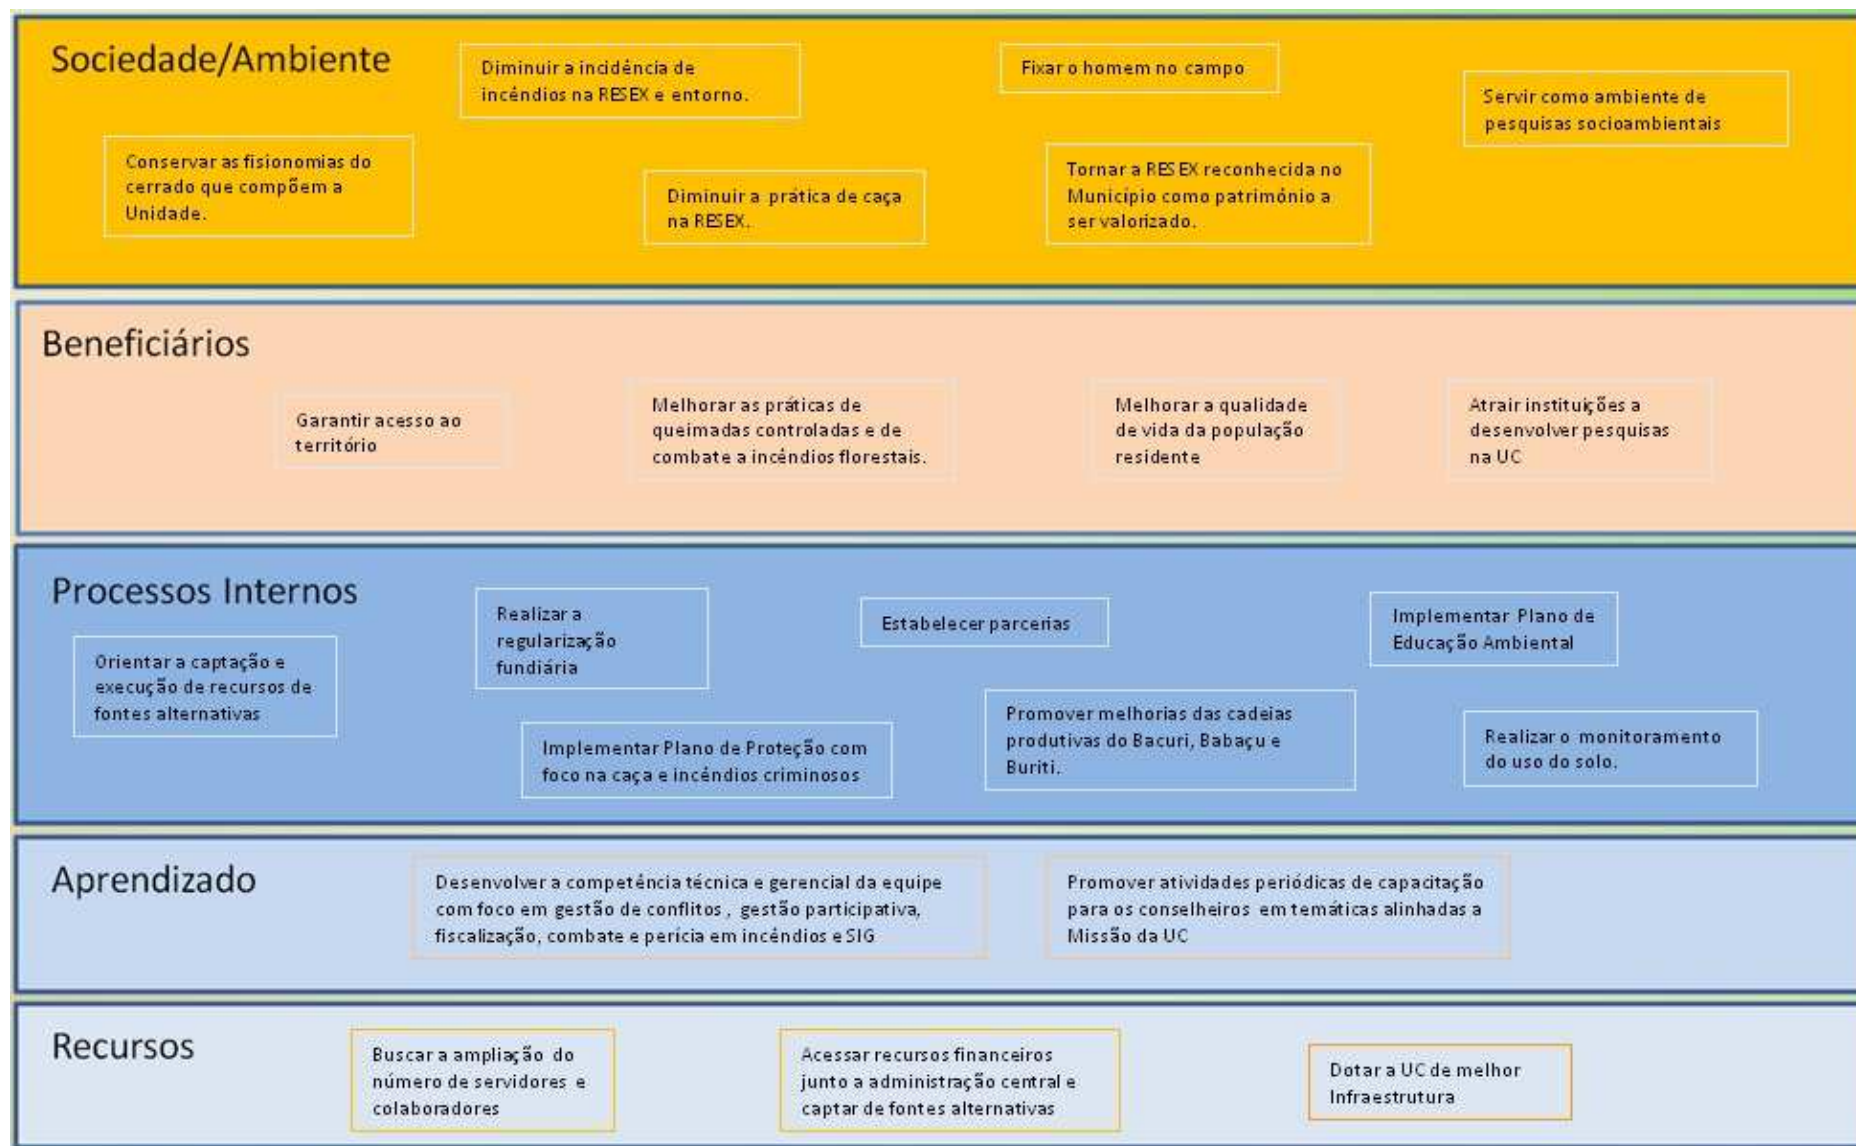 Sociedade/Ambiente
Diminuir a incidência de
incêndios na RESEX e entorno.
Fixar o homem no campo
Servir como ambiente de
pesquisas socioambientais
Conservar as fisionomias do
cerrado que compõem a
Unidade.
Diminuir a prática de caça
na RESEX.
Tornar a RESEX reconhecida no
Município como patrimônio a
ser valorizado.
Beneficiários
Garantir acesso ao
território
Melhorar as práticas de
queimadas controladas e de
combate a incêndios florestais.
Melhorar a qualidade
de vida da população
residente
Atrair instituições a
desenvolver pesquisas
na UC
Processos Internos
Realizar a
regularização
fundiária
Estabelecer parcerias
Implementar Plano de
Educação Ambiental
Orientar a captação e
execução de recursos de
fontes alternativas
Implementar Plano de Proteção com
foco na caça e incêndios criminosos
Promover melhorias das cadeias
produtivas do Bacuri, Babaçu e
Buriti.
Realizar o monitoramento
do uso do solo.
Aprendizado
Desenvolver a competência técnica e gerencial da equipe
com foco em gestão de conflitos , gestão participativa,
fiscalização, combate e perícia em incêndios e SIG
Promover atividades periódicas de capacitação
para os conselheiros em temáticas alinhadas a
Missão da UC
Recursos
Buscar a ampliação do
número de servidores e
colaboradores
Acessar recursos financeiros
junto a administração central e
captar de fontes alternativas
Dotar a UC de melhor
Infraestrutura